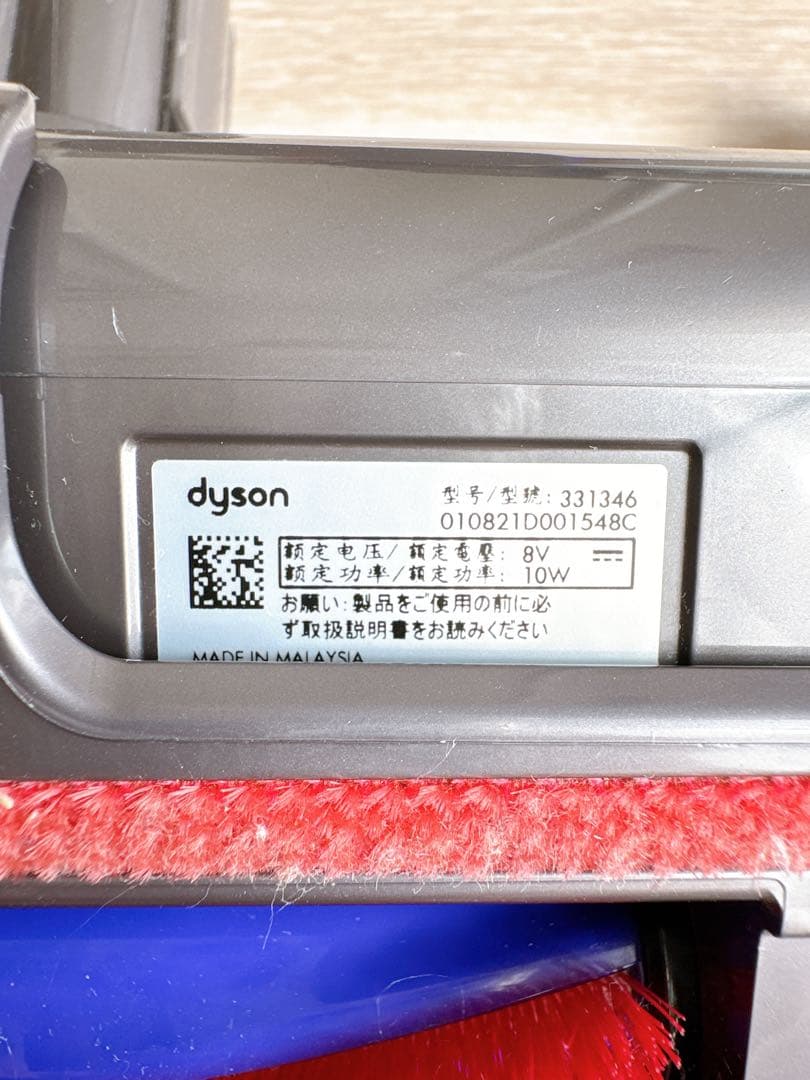 dyson
型号/型號: 331346
010821D001548C
额定电压/額定電壓: 8V
额定功率/額定功率: 10W
お願い:製品をご使用の前に必
ず取扱説明書をお読みください
MADE IN MALAYSIA